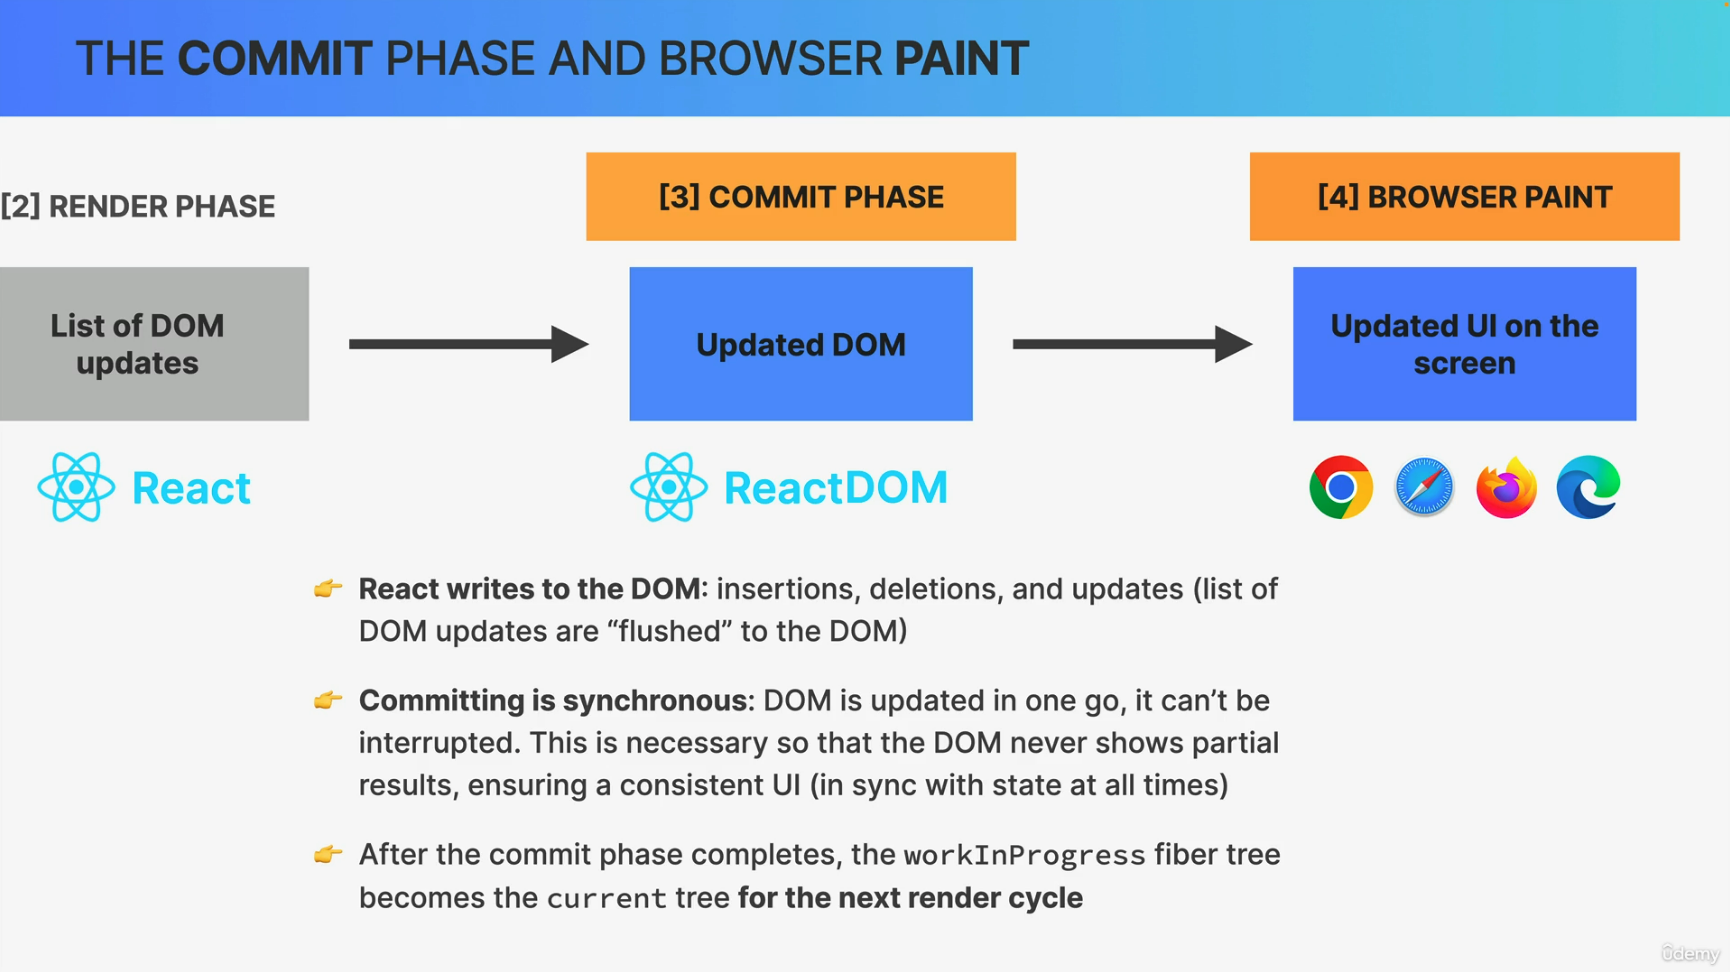 THE COMMIT PHASE AND BROWSER PAINT
[2] RENDER PHASE
[3] COMMIT PHASE
[4] BROWSER PAINT
List of DOM
updates
Updated DOM
Updated UI on the
screen
React
ReactDOM
React writes to the DOM: insertions, deletions, and updates (list of
DOM updates are “flushed” to the DOM)
Committing is synchronous: DOM is updated in one go, it can’t be
interrupted. This is necessary so that the DOM never shows partial
results, ensuring a consistent UI (in sync with state at all times)
After the commit phase completes, the workInProgress fiber tree
becomes the current tree for the next render cycle
ûdemy